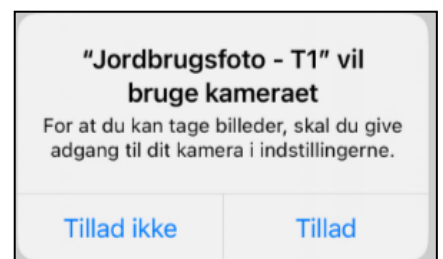 “Jordbrugsfoto - T1” vil
bruge kameraet
For at du kan tage billeder, skal du give
adgang til dit kamera i indstillingerne.
Tillad ikke
Tillad